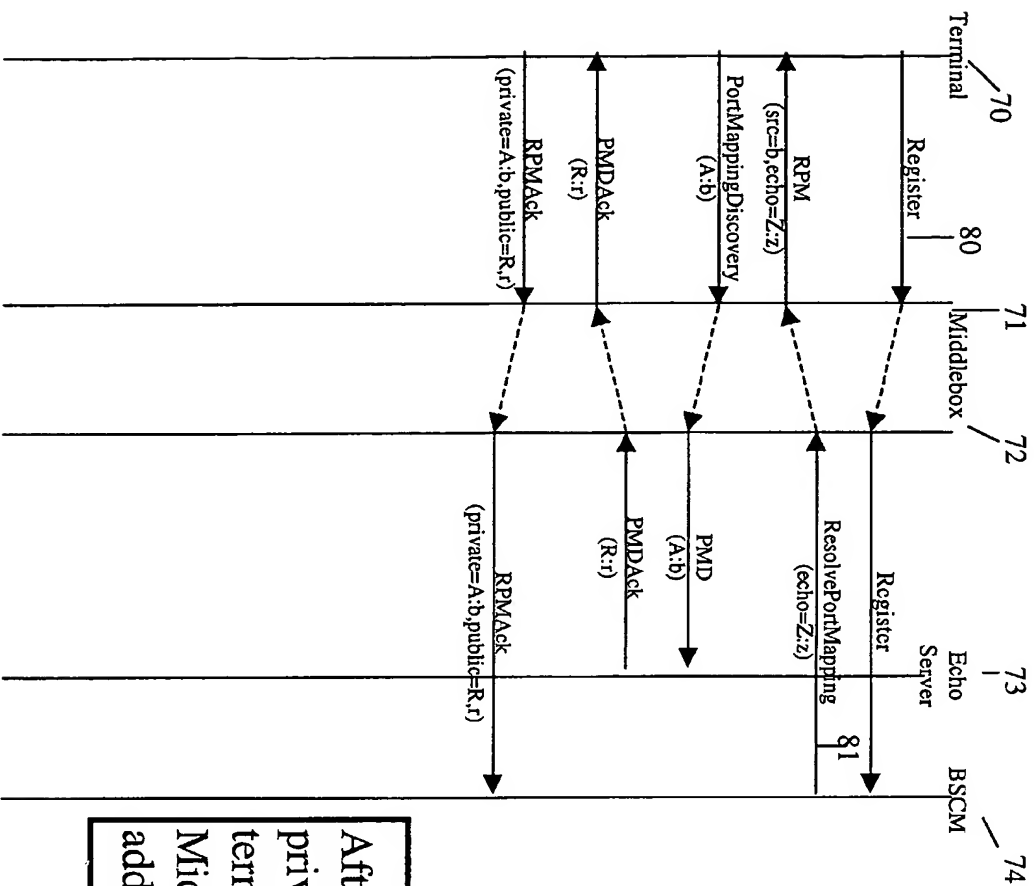 70
Terminal
71
Middlebox
72
73
Echo
Server
BSCM
74
Register
80
Register
RPM
(src=b,echo=Z:z)
ResolvePortMapping
(echo=Z:z)
81
PortMappingDiscovery
(A:b)
PMD
(A:b)
PMDAck
(R:r)
PMDAck
(R:r)
RPMAck
(private=A:b,public=R,r)
RPMAck
(private=A:b,public=R,r)